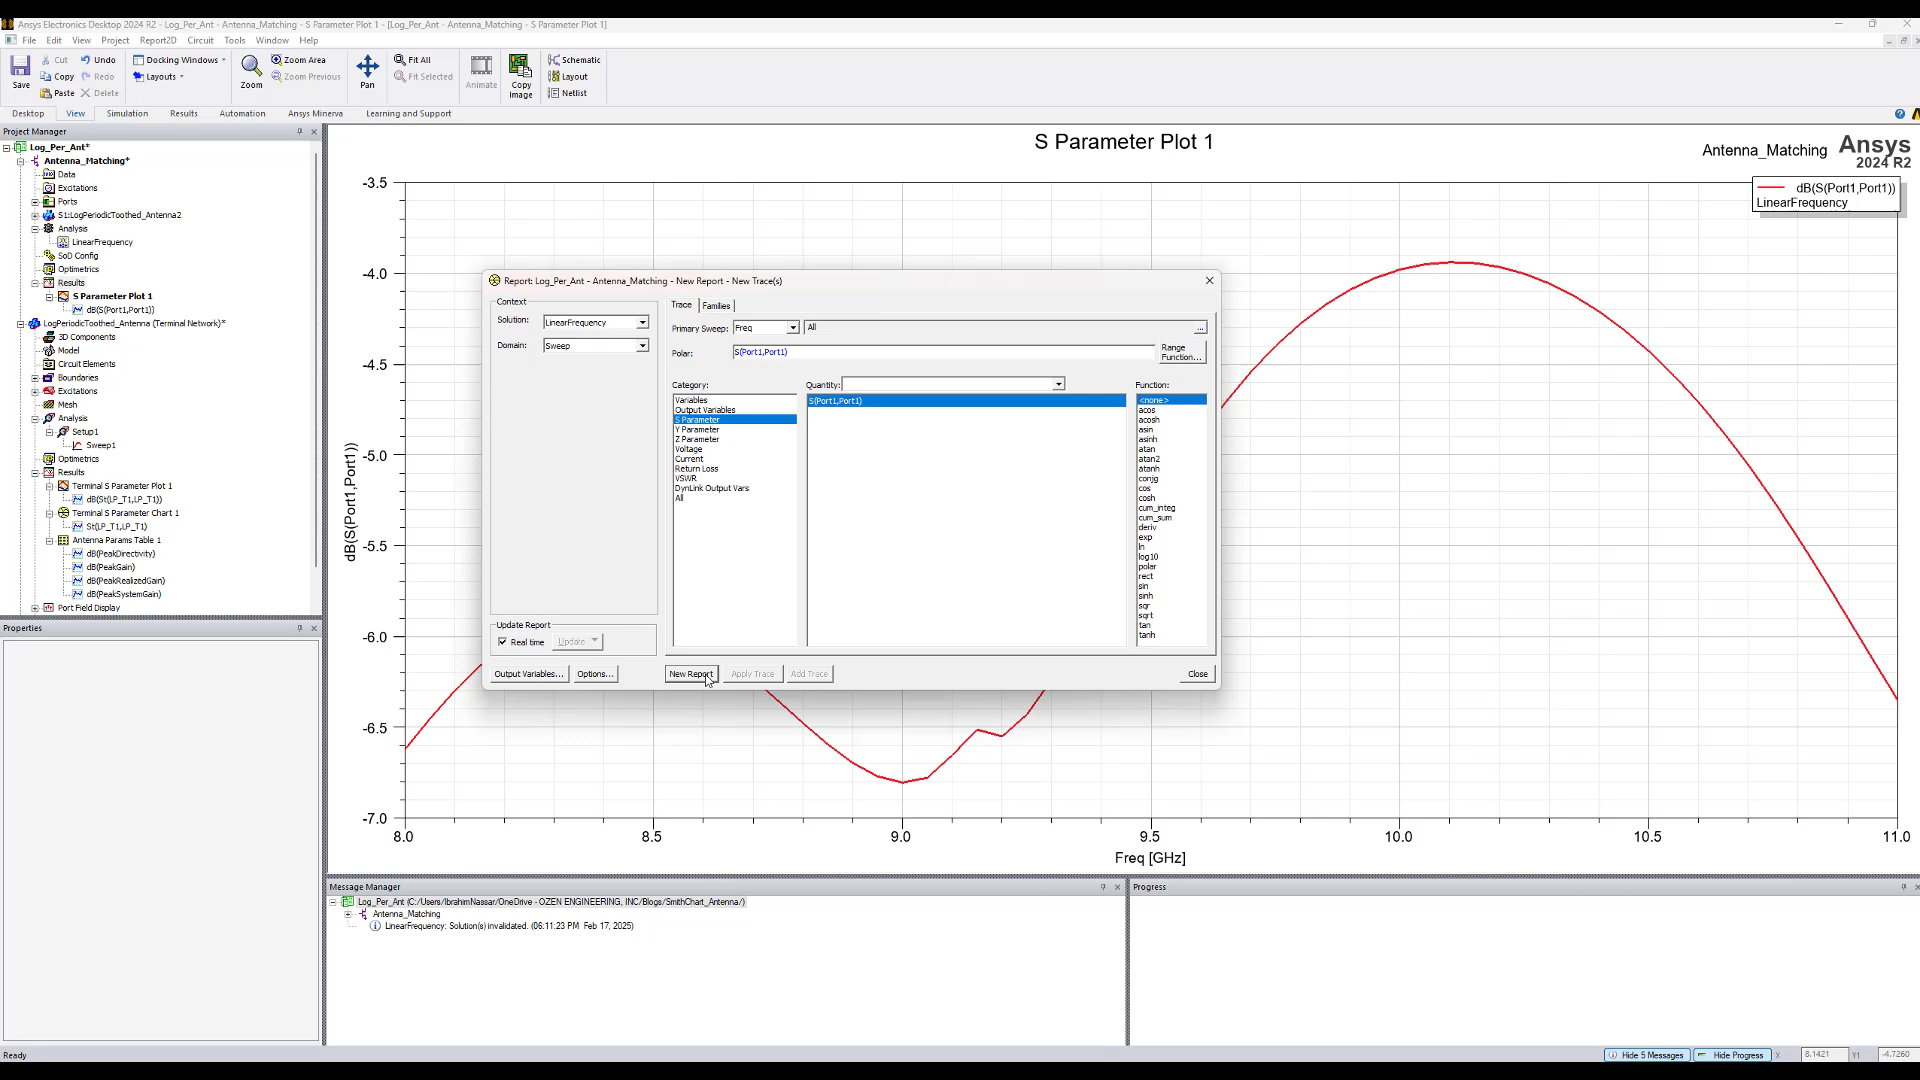 Ansys Electronics Desktop 2024 R2 - Log_Per_Ant - Antenna_Matching - S Parameter Plot 1 - [Log_Per_Ant - Antenna_Matching - S Parameter Plot 1]
File Edit View Project Report2D Circuit Tools Window Help
Save
Cut
Copy
Paste
Undo
Redo
Delete
Docking Windows
Layouts
Zoom
Zoom Area
Zoom Previous
Pan
Fit All
Fit Selected
Animate
Copy
Image
Schematic
Layout
Netlist
Desktop View Simulation Results Automation Ansys Minerva Learning and Support
Project Manager
Log_Per_Ant*
Antenna_Matching*
Data
Excitations
Ports
S1:LogPeriodicToothed_Antenna2
Analysis
LinearFrequency
SoD Config
Optimetrics
Results
S Parameter Plot 1
dB(S(Port1,Port1))
LogPeriodicToothed_Antenna (Terminal Network)*
3D Components
Model
Circuit Elements
Boundaries
Excitations
Mesh
Analysis
Setup1
Sweep1
Optimetrics
Results
Terminal S Parameter Plot 1
dB(St(LP_T1,LP_T1))
Terminal S Parameter Chart 1
St(LP_T1,LP_T1)
Antenna Params Table 1
dB(PeakDirectivity)
dB(PeakGain)
dB(PeakRealizedGain)
dB(PeakSystemGain)
Port Field Display
Properties
S Parameter Plot 1
Antenna_Matching
Ansys
2024 R2
dB(S(Port1,Port1))
LinearFrequency
-3.5
-4.0
-4.5
-5.0
-5.5
-6.0
-6.5
-7.0
dB(S(Port1,Port1))
8.0 8.5 9.0 9.5 10.0 10.5 11.0
Freq [GHz]
Report: Log_Per_Ant - Antenna_Matching - New Report - New Trace(s)
Context
Solution: LinearFrequency
Domain: Sweep
Update Report
Real time Update
Output Variables... Options...
Trace Families
Primary Sweep: Freq All ...
Polar: S(Port1,Port1)
Range
Function...
Category:
Variables
Output Variables
S Parameter
Y Parameter
Z Parameter
Voltage
Current
Return Loss
VSWR
DynLink Output Vars
All
Quantity:
S(Port1,Port1)
Function:
<none>
acos
acosh
asin
asinh
atan
atan2
atanh
conjg
cos
cosh
cum_integ
cum_sum
deriv
exp
ln
log10
polar
rect
sin
sinh
sqr
sqrt
tan
tanh
New Report Apply Trace Add Trace Close
Message Manager
Log_Per_Ant (C:/Users/IbrahimNassar/OneDrive - OZEN ENGINEERING, INC/Blogs/SmithChart_Antenna/)
Antenna_Matching
LinearFrequency: Solution(s) invalidated. (06:11:23 PM Feb 17, 2025)
Progress
Ready
Hide 5 Messages Hide Progress X 8.1421 Y1 -4.7260